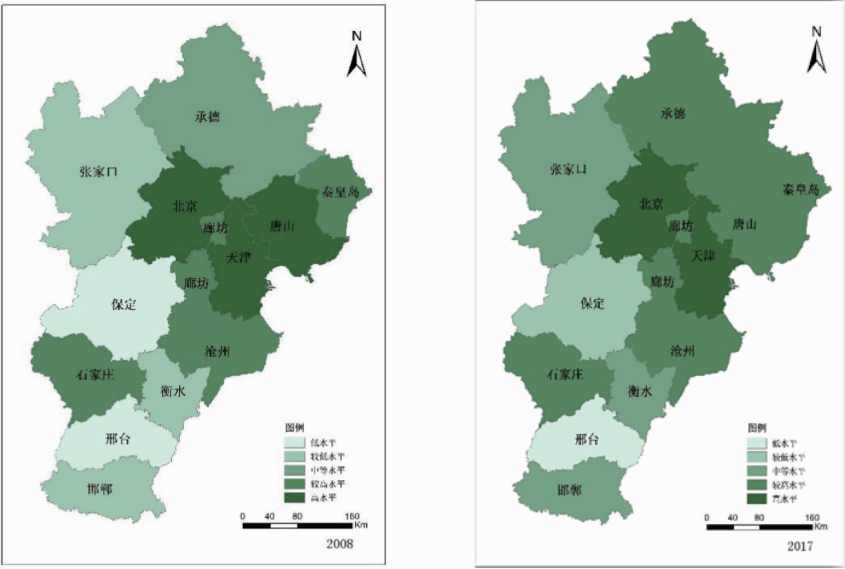 N
承德
张家口
秦皇岛
北京
廊坊
唐山
天津
廊坊
保定
沧州
石家庄
衡水
邢台
邯郸
图例
低水平
较低水平
中等水平
较高水平
高水平
0 40 80 160
Km
2008
N
承德
张家口
秦皇岛
北京
廊坊
唐山
天津
廊坊
保定
沧州
石家庄
衡水
邢台
邯郸
图例
低水平
较低水平
中等水平
较高水平
高水平
0 40 80 160
Km
2017